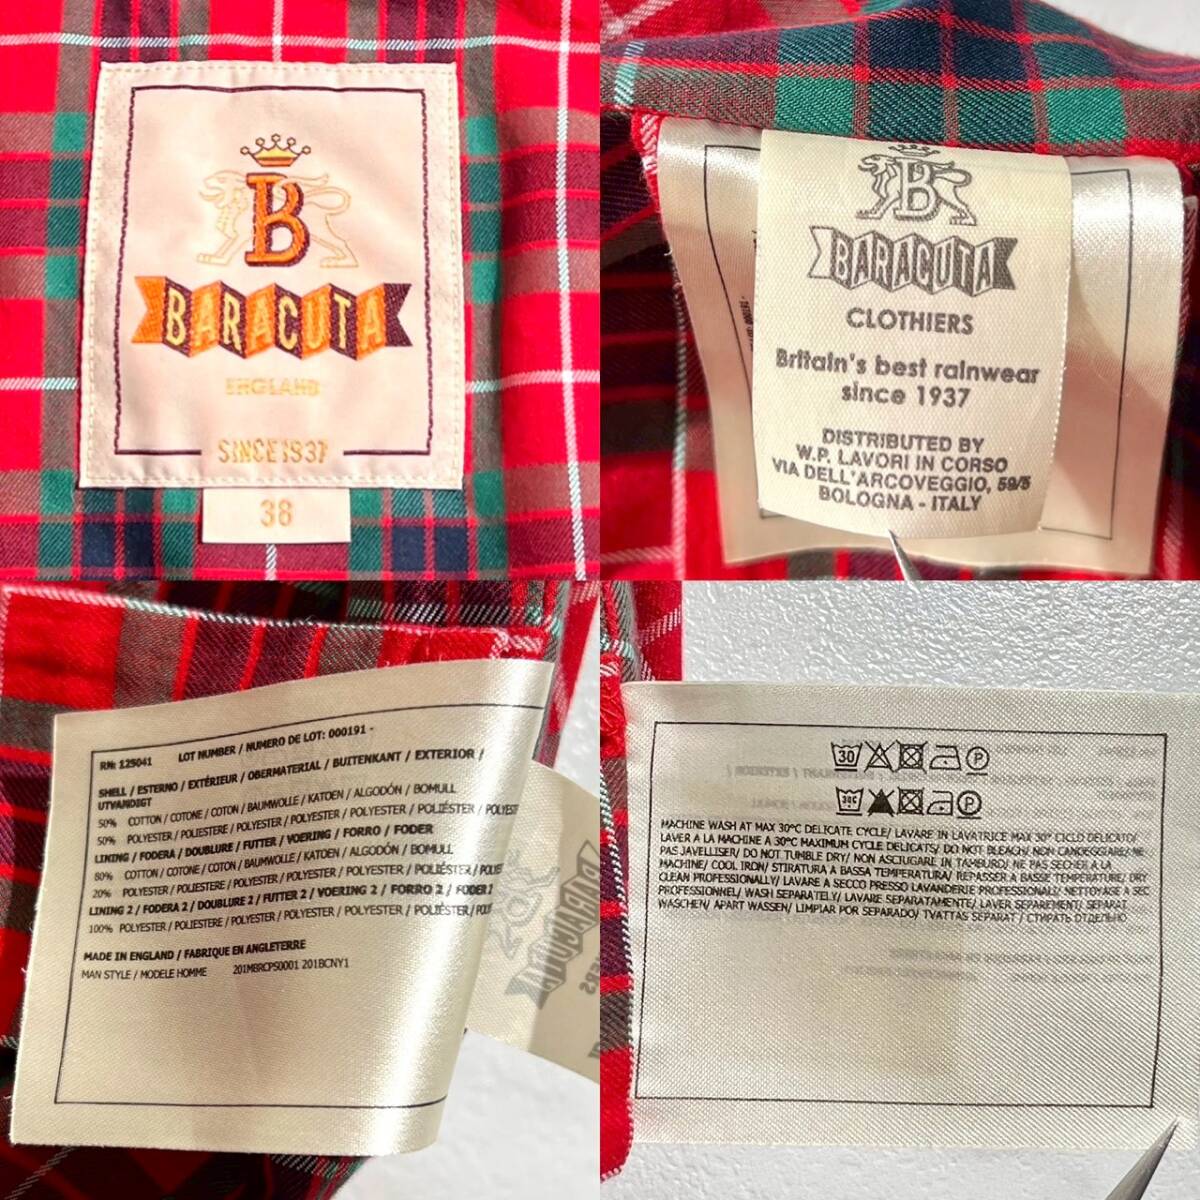 B
BARACUTA
ENGLAND
SINCE 1937
38
B
BARACUTA
CLOTHIERS
Britain's best rainwear
since 1937
DISTRIBUTED BY
W.P. LAVORI IN CORSO
VIA DELL'ARCOVEGGIO, 59/5
BOLOGNA - ITALY
RN: 125041 LOT NUMBER / NUMERO DE LOT: 000191 -
SHELL / ESTERNO / EXTÉRIEUR / OBERMATERIAL / BUITENKANT / EXTERIOR /
UTVANDIGT
50% COTTON / COTONE / COTON / BAUMWOLLE / KATOEN / ALGODÓN / BOMULL
50% POLYESTER / POLIESTERE / POLYESTER / POLYESTER / POLYESTER / POLIÉSTER /
LINING / FODERA / DOUBLURE / FUTTER / VOERING / FORRO / FODER
80% COTTON / COTONE / COTON / BAUMWOLLE / KATOEN / ALGODÓN / BOMULL
20% POLYESTER / POLIESTERE / POLYESTER / POLYESTER / POLYESTER / POLIÉSTER /
LINING 2 / FODERA 2 / DOUBLURE 2 / FUTTER 2 / VOERING 2 / FORRO 2 / FODER 2
100% POLYESTER / POLIESTERE / POLYESTER / POLYESTER / POLYESTER / POLIÉSTER /
MADE IN ENGLAND / FABRIQUE EN ANGLETERRE
MAN STYLE / MODELE HOMME 201MBRCPS0001 201BCNY1
30 P
30C P
MACHINE WASH AT MAX 30°C DELICATE CYCLE/ LAVARE IN LAVATRICE MAX 30° CICLO DELICATO/
LAVER A LA MACHINE A 30°C MAXIMUM CYCLE DELICATS/ DO NOT BLEACH/ NON CANDEGGIARE/ NE
PAS JAVELLISER/ DO NOT TUMBLE DRY/ NON ASCIUGARE IN TAMBURO/ NE PAS SECHER A LA
MACHINE/ COOL IRON/ STIRATURA A BASSA TEMPERATURA/ REPASSER A BASSE TEMPERATURE/ DRY
CLEAN PROFESSIONALLY/ LAVARE A SECCO PRESSO LAVANDERIE PROFESSIONALI/ NETTOYAGE A SEC
PROFESSIONNEL/ WASH SEPARATELY/ LAVARE SEPARATAMENTE/ LAVER SEPAREMENT/ SEPARAT
WASCHEN/ APART WASSEN/ LIMPIAR POR SEPARADO/ TVATTAS SEPARAT / СТИРАТЬ ОТДЕЛЬНО